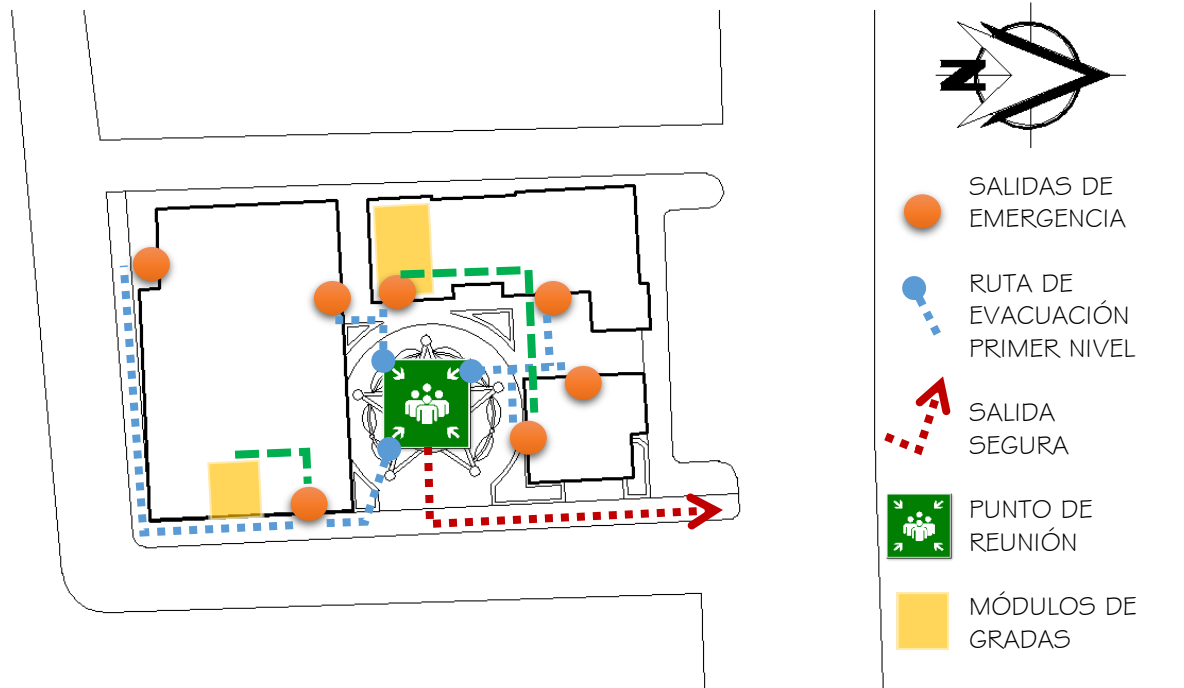 N
SALIDAS DE
EMERGENCIA
RUTA DE
EVACUACIÓN
PRIMER NIVEL
SALIDA
SEGURA
PUNTO DE
REUNIÓN
MÓDULOS DE
GRADAS